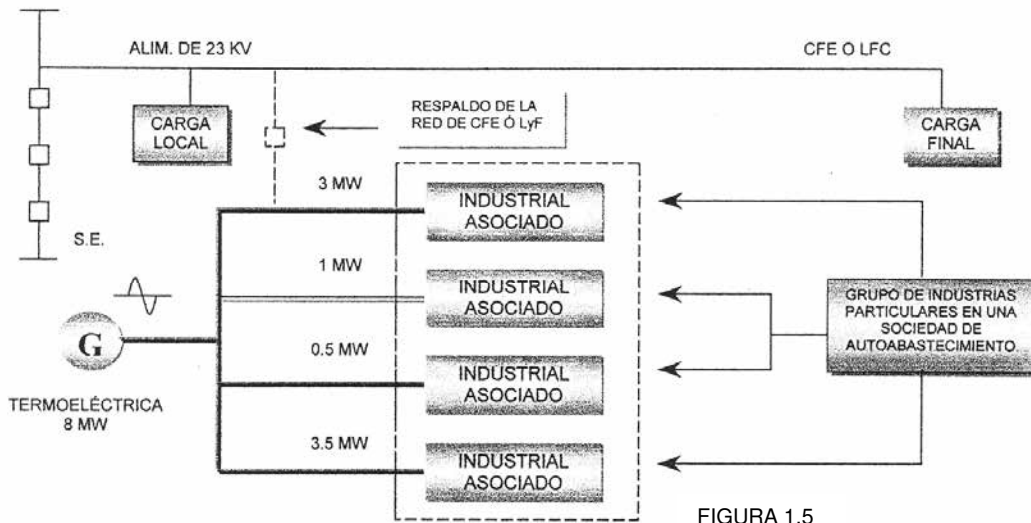 ALIM. DE 23 KV
CFE O LFC
CARGA
LOCAL
RESPALDO DE LA
RED DE CFE Ó LyF
CARGA
FINAL
3 MW
INDUSTRIAL
ASOCIADO
S.E.
1 MW
INDUSTRIAL
ASOCIADO
GRUPO DE INDUSTRIAS
PARTICULARES EN UNA
SOCIEDAD DE
AUTOABASTECIMIENTO
G
0.5 MW
INDUSTRIAL
ASOCIADO
TERMOELÉCTRICA
8 MW
3.5 MW
INDUSTRIAL
ASOCIADO
FIGURA 1.5